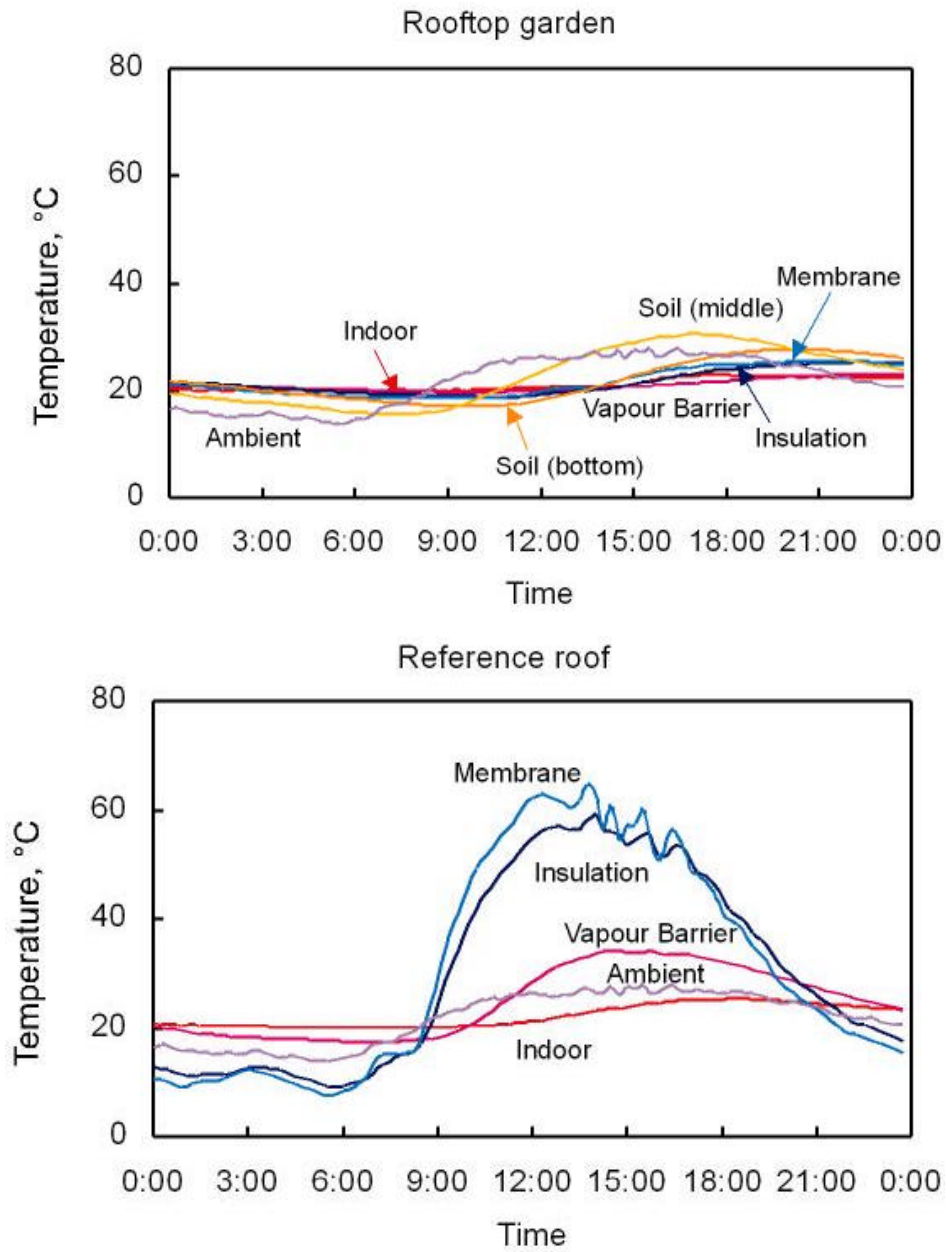 Rooftop garden
80
60
40
20
0
Temperature, °C
Membrane
Soil (middle)
Indoor
Vapour Barrier
Ambient
Insulation
Soil (bottom)
0:00 3:00 6:00 9:00 12:00 15:00 18:00 21:00 0:00
Time
Reference roof
80
60
40
20
0
Temperature, °C
Membrane
Insulation
Vapour Barrier
Ambient
Indoor
0:00 3:00 6:00 9:00 12:00 15:00 18:00 21:00 0:00
Time